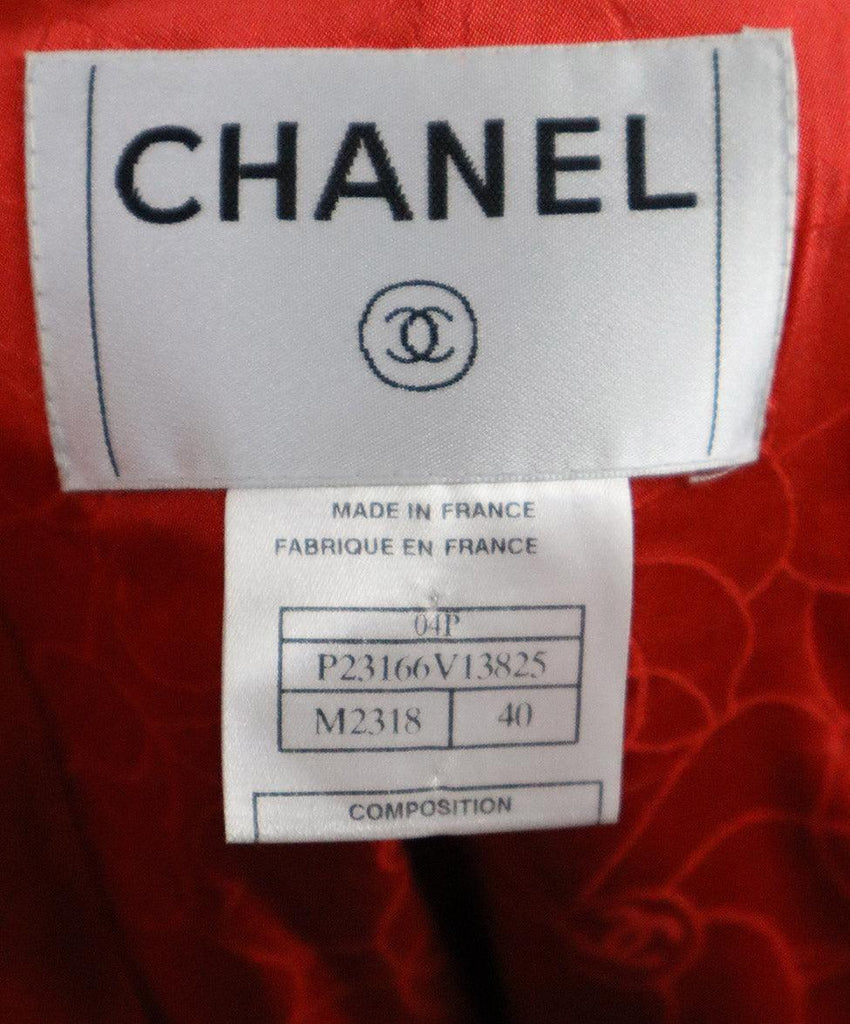 CHANEL
MADE IN FRANCE
FABRIQUE EN FRANCE
04P
P23166V13825
M2318 40
COMPOSITION